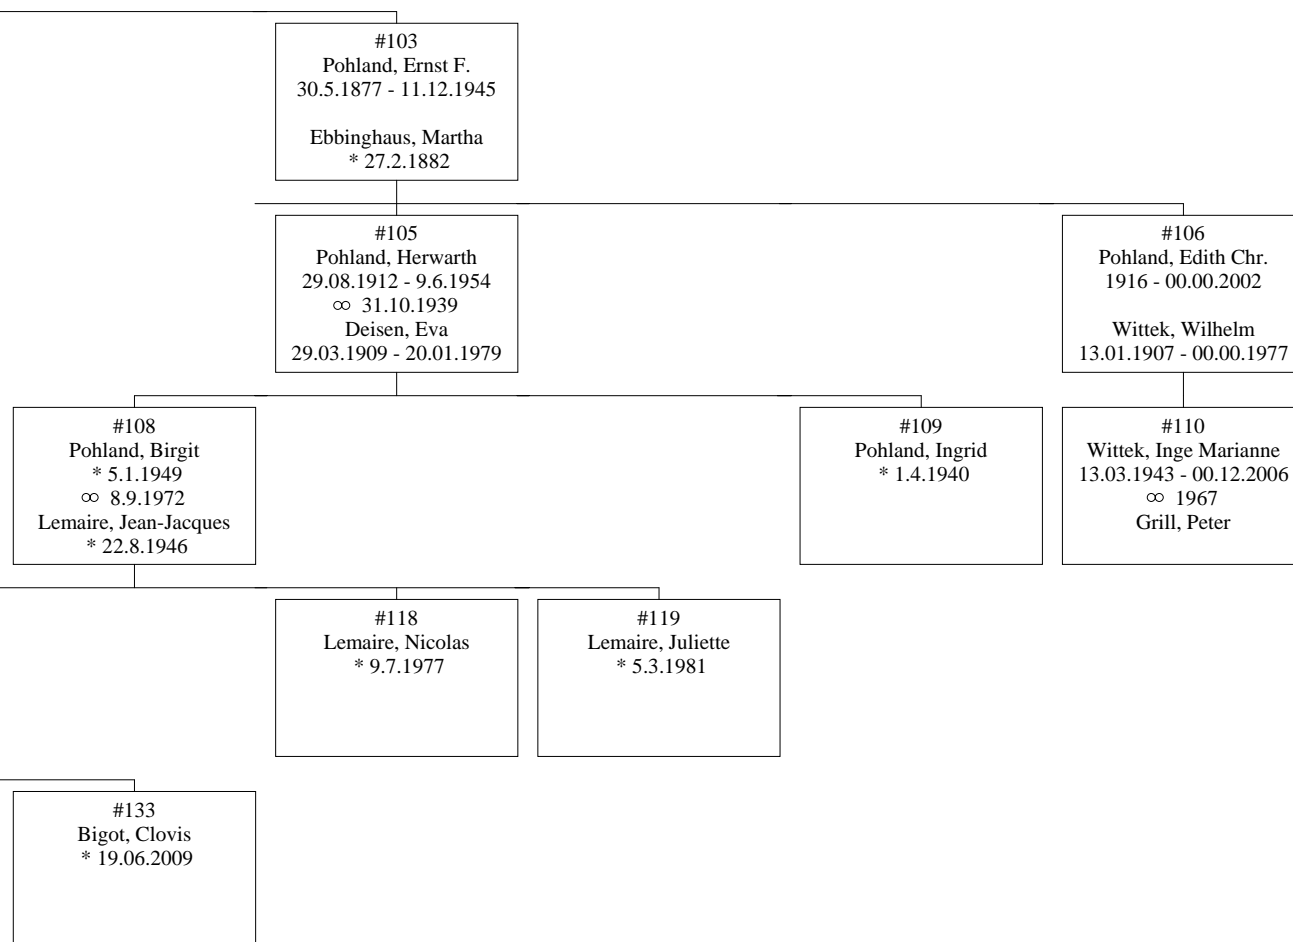 #103
Pohland, Ernst F.
30.5.1877 - 11.12.1945
Ebbinghaus, Martha
* 27.2.1882
#105
Pohland, Herwarth
29.08.1912 - 9.6.1954
∞ 31.10.1939
Deisen, Eva
29.03.1909 - 20.01.1979
#106
Pohland, Edith Chr.
1916 - 00.00.2002
Wittek, Wilhelm
13.01.1907 - 00.00.1977
#108
Pohland, Birgit
* 5.1.1949
∞ 8.9.1972
Lemaire, Jean-Jacques
* 22.8.1946
#109
Pohland, Ingrid
* 1.4.1940
#110
Wittek, Inge Marianne
13.03.1943 - 00.12.2006
∞ 1967
Grill, Peter
#118
Lemaire, Nicolas
* 9.7.1977
#119
Lemaire, Juliette
* 5.3.1981
#133
Bigot, Clovis
* 19.06.2009